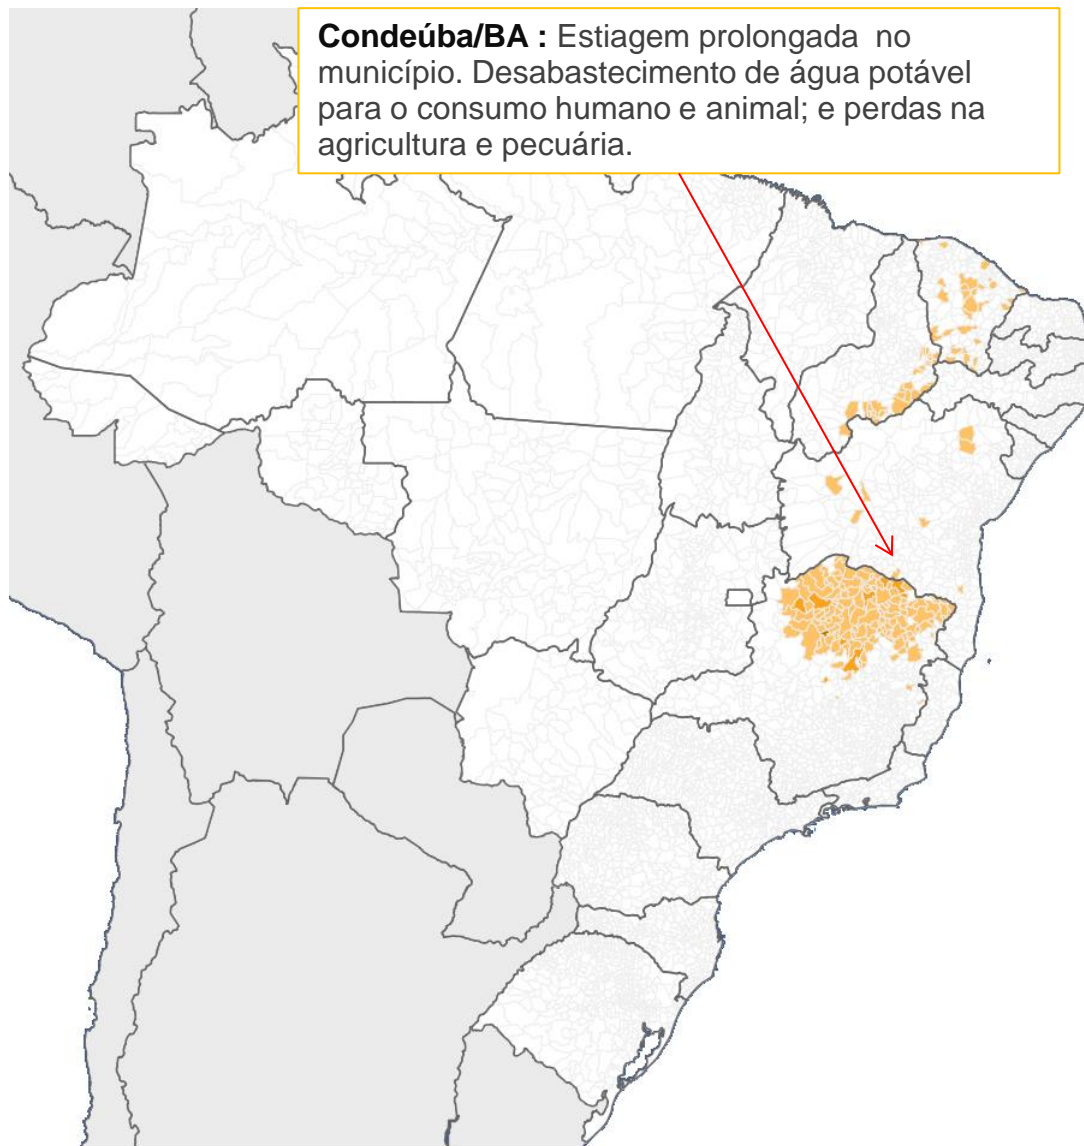 Condeúba/BA : Estiagem prolongada  no
município. Desabastecimento de água potável
para o consumo humano e animal; e perdas na
agricultura e pecuária.